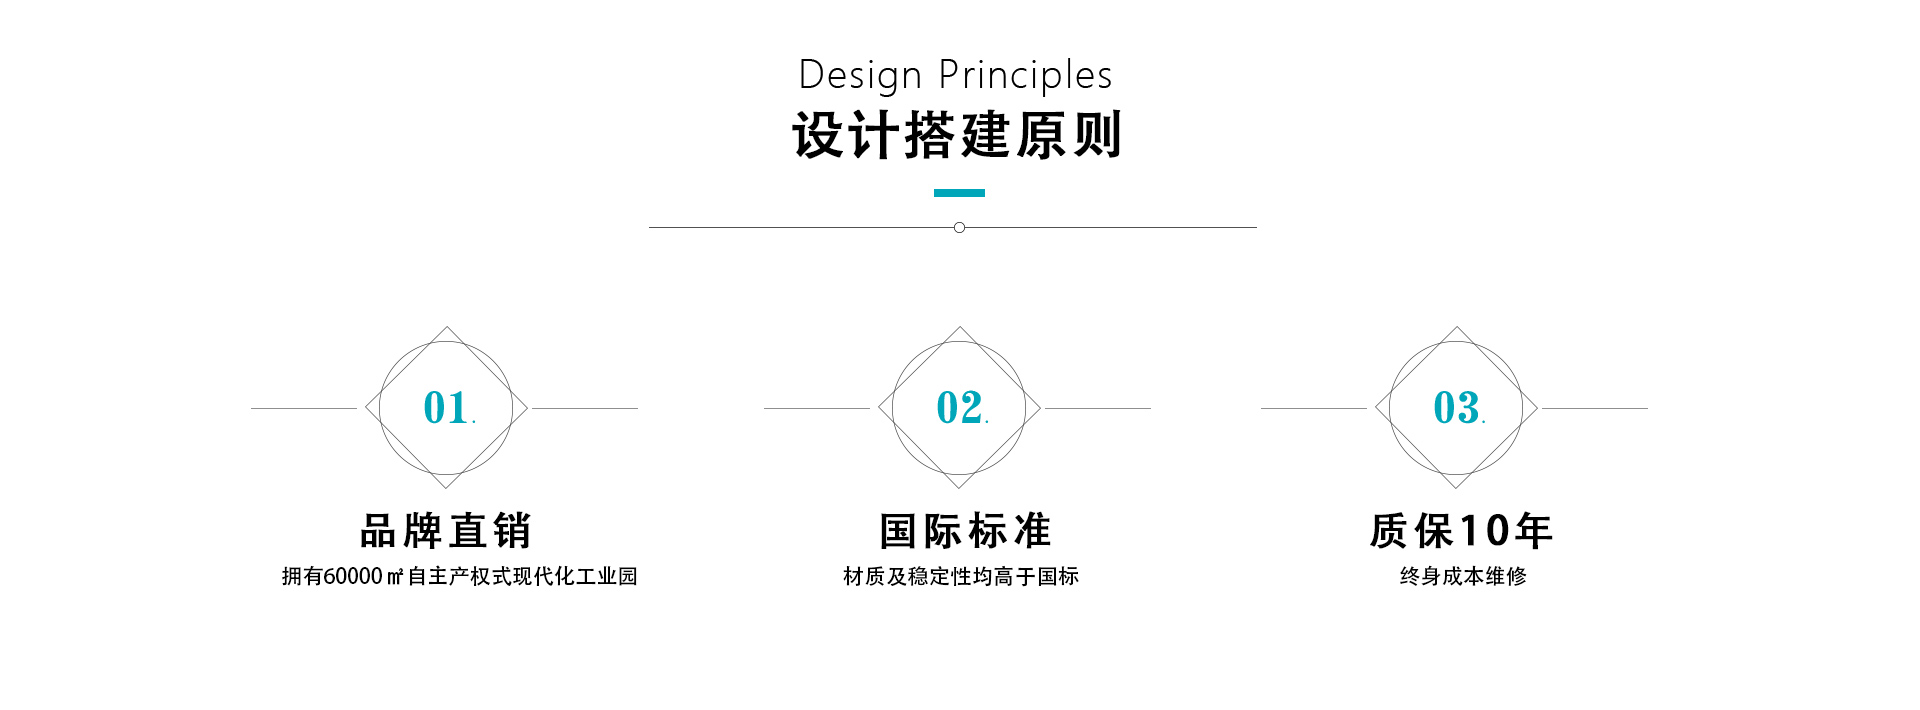 Design Principles
设计搭建原则
01.
02.
03.
品牌直销
国际标准
质保10年
拥有60000㎡自主产权式现代化工业园
材质及稳定性均高于国标
终身成本维修